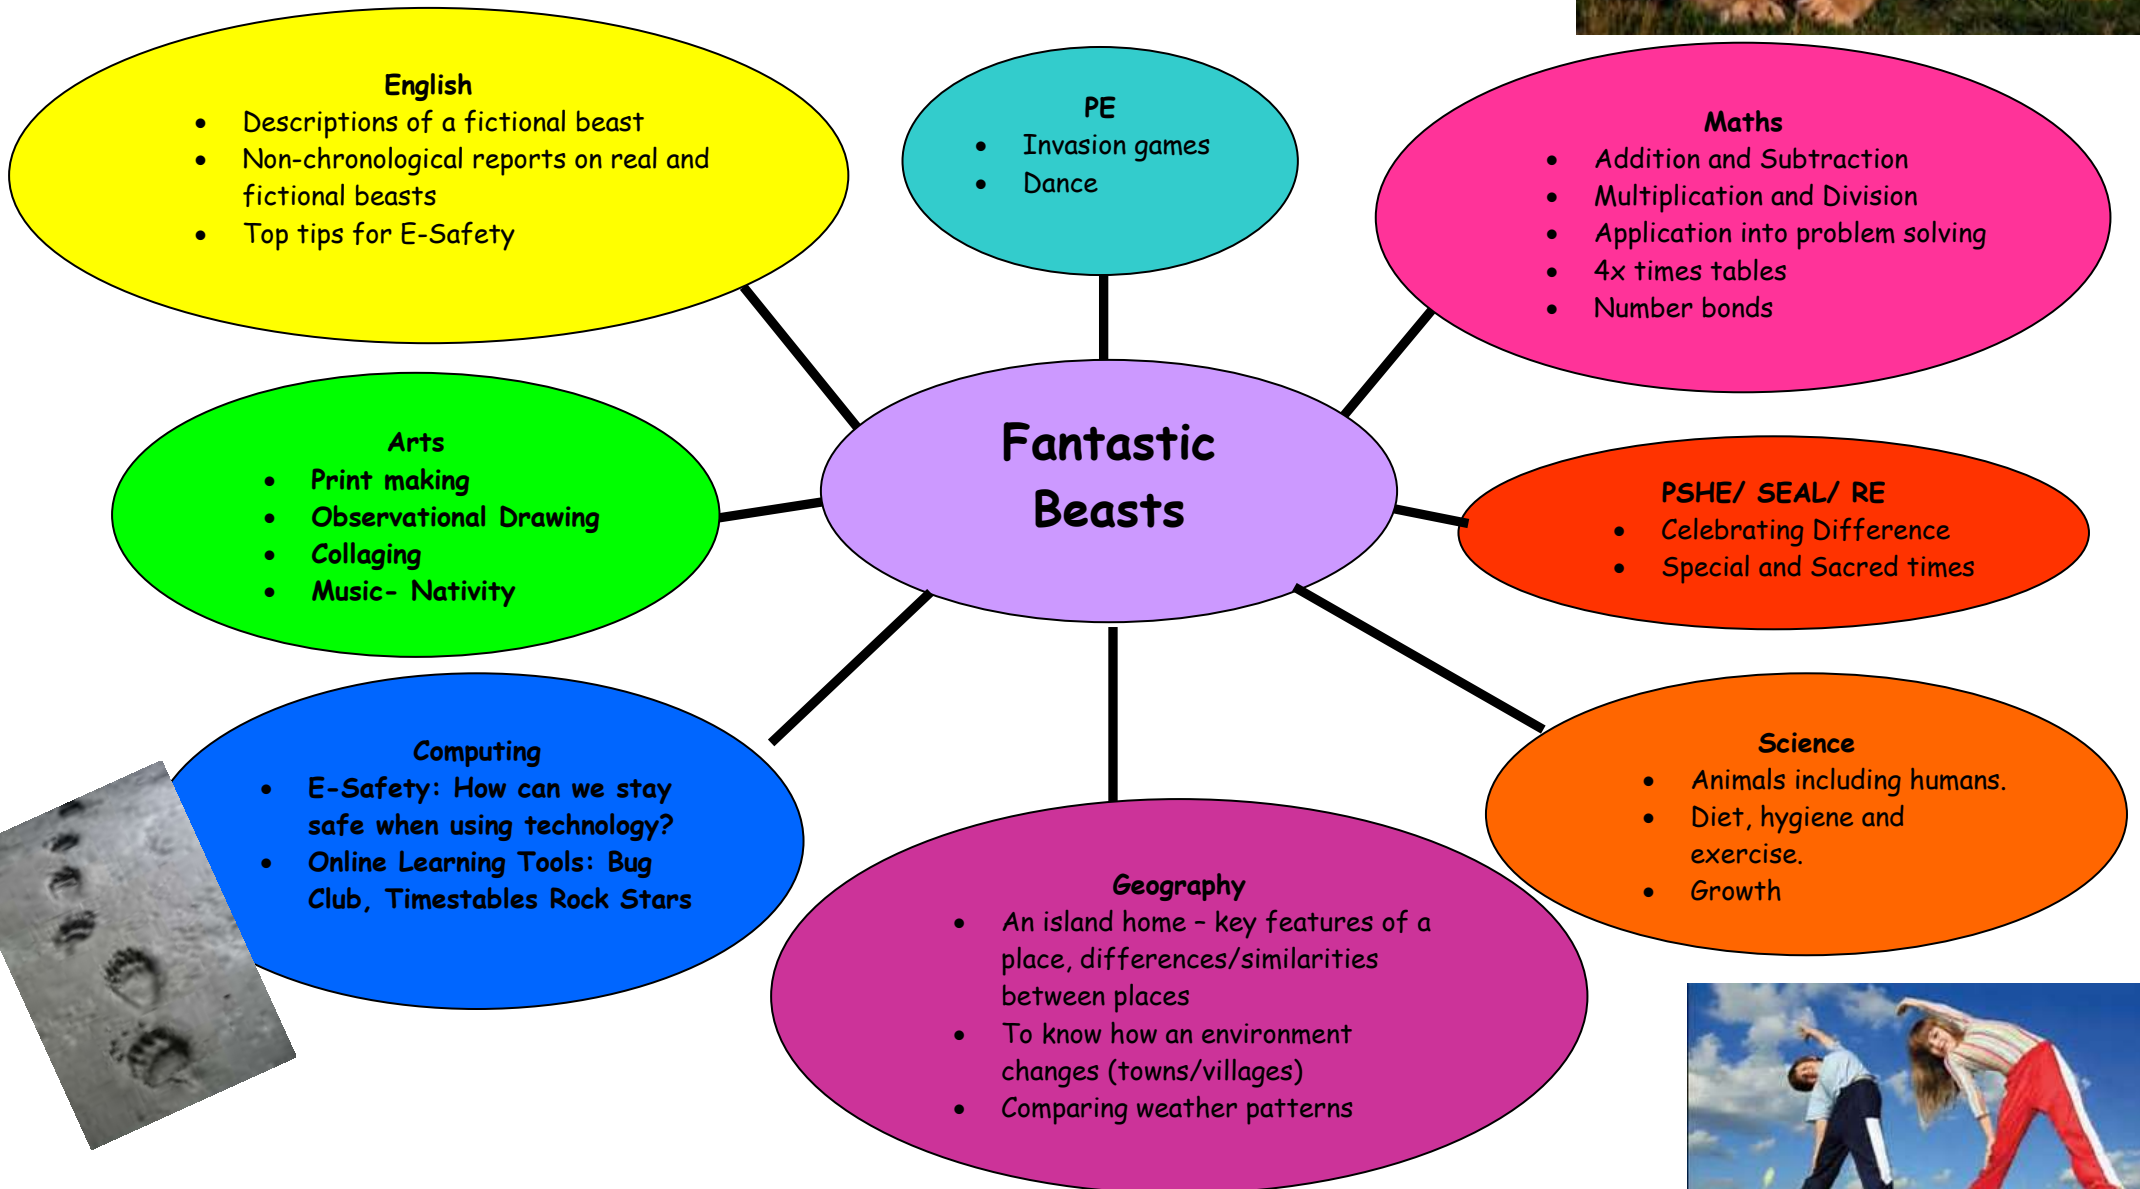 English
• Descriptions of a fictional beast
• Non-chronological reports on real and
fictional beasts
• Top tips for E-Safety
PE
• Invasion games
• Dance
Maths
• Addition and Subtraction
• Multiplication and Division
• Application into problem solving
• 4x times tables
• Number bonds
Arts
• Print making
• Observational Drawing
• Collaging
• Music- Nativity
Fantastic
Beasts
PSHE/ SEAL/ RE
• Celebrating Difference
• Special and Sacred times
Computing
• E-Safety: How can we stay
safe when using technology?
• Online Learning Tools: Bug
Club, Timestables Rock Stars
Geography
• An island home – key features of a
place, differences/similarities
between places
• To know how an environment
changes (towns/villages)
• Comparing weather patterns
Science
• Animals including humans.
• Diet, hygiene and
exercise.
• Growth